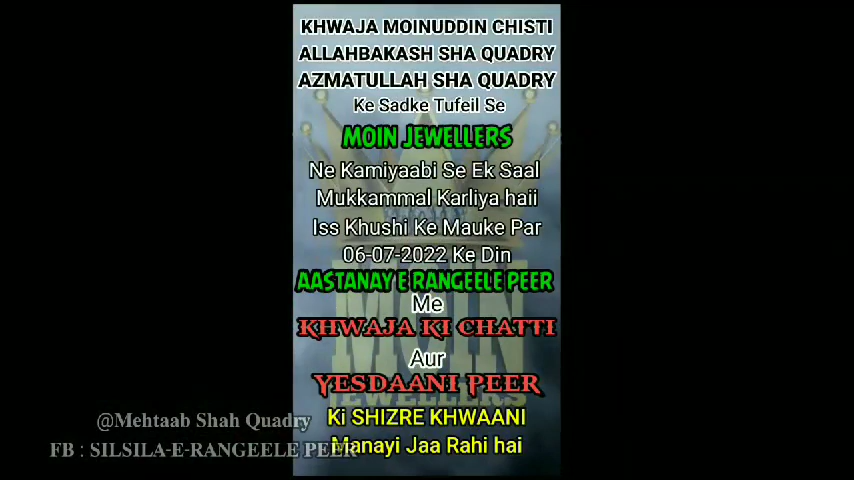 KHWAJA MOINUDDIN CHISTI
ALLAHBAKASH SHA QUADRY
AZMATULLAH SHA QUADRY
Ke Sadke Tufeil Se
MOIN JEWELLERS
Ne Kamiyaabi Se Ek Saal
Mukkammal Karliya haii
Iss Khushi Ke Mauke Par
06-07-2022 Ke Din
AASTANAY E RANGEELE PEER
Me
KHWAJA KI CHATTI
Aur
YESDAANI PEER
Ki SHIZRE KHWAANI
Manayi Jaa Rahi hai
MOIN
JEWELLERS
@Mehtaab Shah Quadry
FB : SILSILA-E-RANGEELE PEER